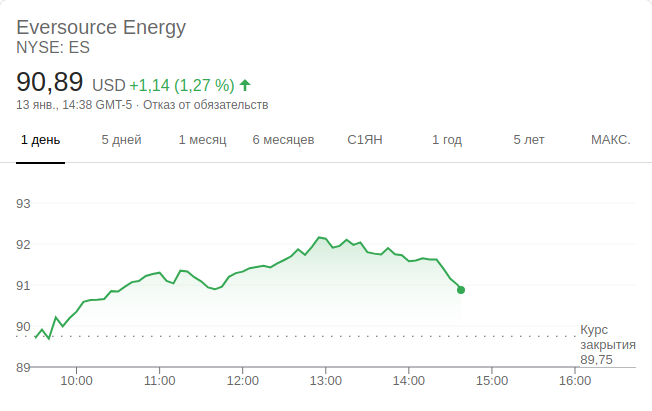 Eversource Energy
NYSE: ES
90,89 USD +1,14 (1,27 %)
13 янв., 14:38 GMT-5 · Отказ от обязательств
1 день 5 дней 1 месяц 6 месяцев С1ЯН 1 год 5 лет МАКС.
93
92
91
90
Курс
закрытия
89,75
89
10:00 11:00 12:00 13:00 14:00 15:00 16:00